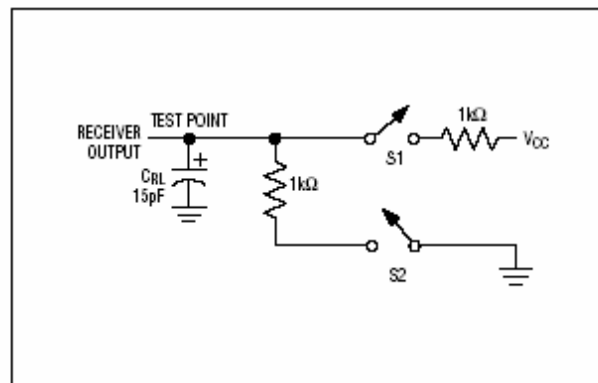 TEST POINT
RECEIVER
OUTPUT
CRL
15pF
1kΩ
S1
1kΩ
VCC
S2